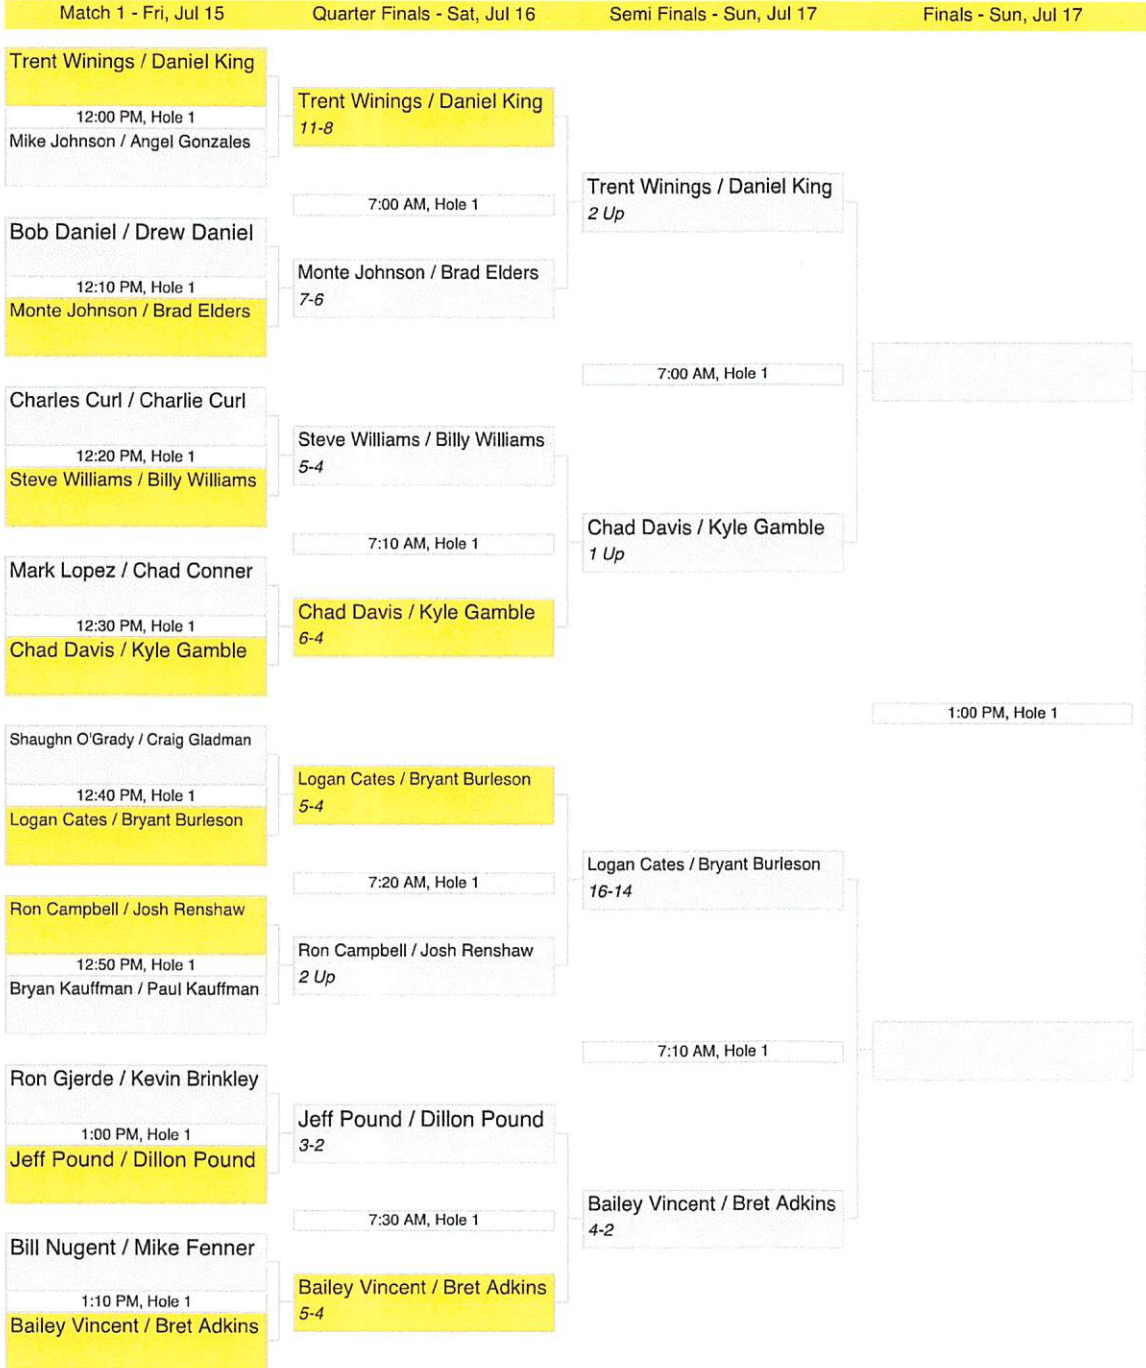 Match 1 - Fri, Jul 15
Quarter Finals - Sat, Jul 16
Semi Finals - Sun, Jul 17
Finals - Sun, Jul 17
Trent Winings / Daniel King
12:00 PM, Hole 1
Mike Johnson / Angel Gonzales
Bob Daniel / Drew Daniel
12:10 PM, Hole 1
Monte Johnson / Brad Elders
Charles Curl / Charlie Curl
12:20 PM, Hole 1
Steve Williams / Billy Williams
Mark Lopez / Chad Conner
12:30 PM, Hole 1
Chad Davis / Kyle Gamble
Shaughn O'Grady / Craig Gladman
12:40 PM, Hole 1
Logan Cates / Bryant Burleson
Ron Campbell / Josh Renshaw
12:50 PM, Hole 1
Bryan Kauffman / Paul Kauffman
Ron Gjerde / Kevin Brinkley
1:00 PM, Hole 1
Jeff Pound / Dillon Pound
Bill Nugent / Mike Fenner
1:10 PM, Hole 1
Bailey Vincent / Bret Adkins
Trent Winings / Daniel King
11-8
7:00 AM, Hole 1
Monte Johnson / Brad Elders
7-6
Steve Williams / Billy Williams
5-4
7:10 AM, Hole 1
Chad Davis / Kyle Gamble
6-4
Logan Cates / Bryant Burleson
5-4
7:20 AM, Hole 1
Ron Campbell / Josh Renshaw
2 Up
Jeff Pound / Dillon Pound
3-2
7:30 AM, Hole 1
Bailey Vincent / Bret Adkins
5-4
Trent Winings / Daniel King
2 Up
7:00 AM, Hole 1
Chad Davis / Kyle Gamble
1 Up
Logan Cates / Bryant Burleson
16-14
7:10 AM, Hole 1
Bailey Vincent / Bret Adkins
4-2
1:00 PM, Hole 1